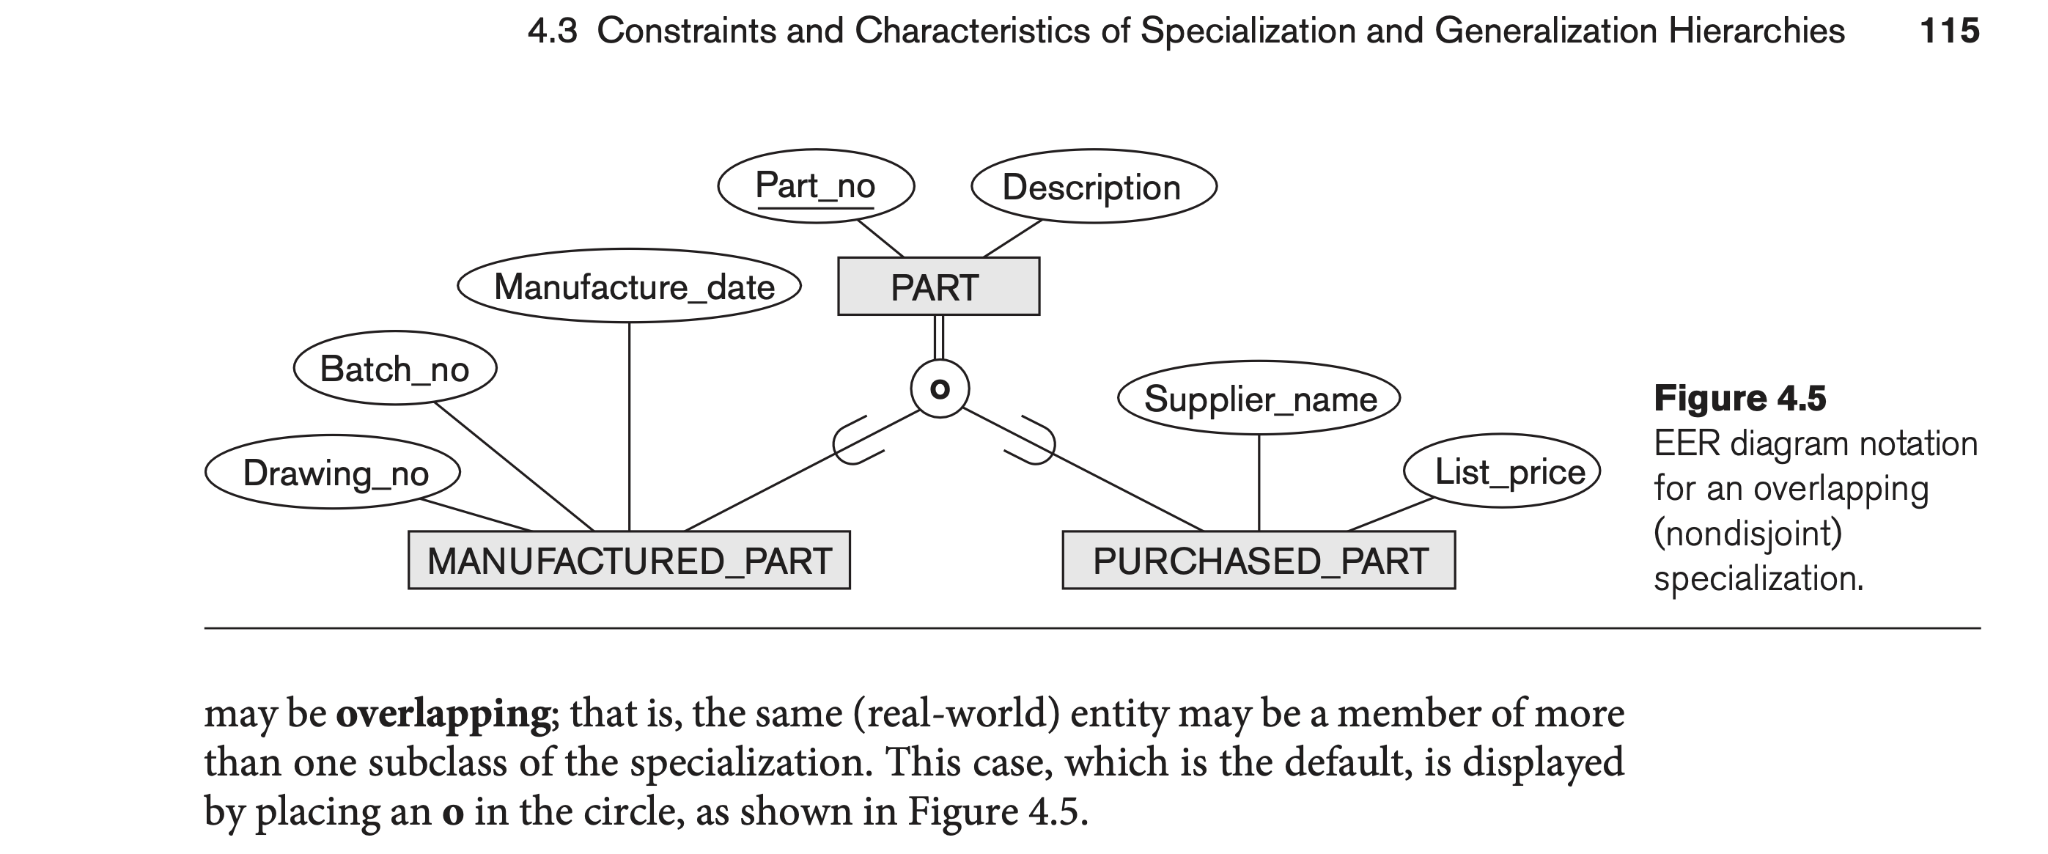 4.3 Constraints and Characteristics of Specialization and Generalization Hierarchies 115
Part_no
Description
Manufacture_date
PART
Batch_no
o
Supplier_name
Drawing_no
List_price
MANUFACTURED_PART
PURCHASED_PART
Figure 4.5
EER diagram notation
for an overlapping
(nondisjoint)
specialization.
may be overlapping; that is, the same (real-world) entity may be a member of more
than one subclass of the specialization. This case, which is the default, is displayed
by placing an o in the circle, as shown in Figure 4.5.